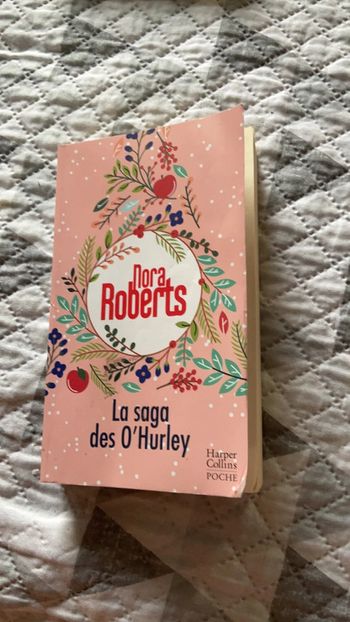 Nora
Roberts
La saga
des O'Hurley
Harper
Collins
POCHE